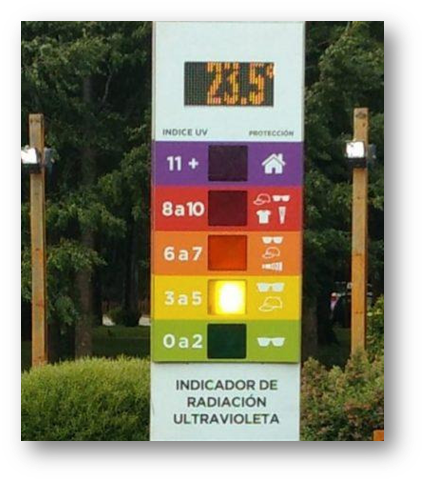 23.5°
INDICE UV PROTECCIÓN
11 +
8 a 10
6 a 7
3 a 5
0 a 2
INDICADOR DE
RADIACIÓN
ULTRAVIOLETA